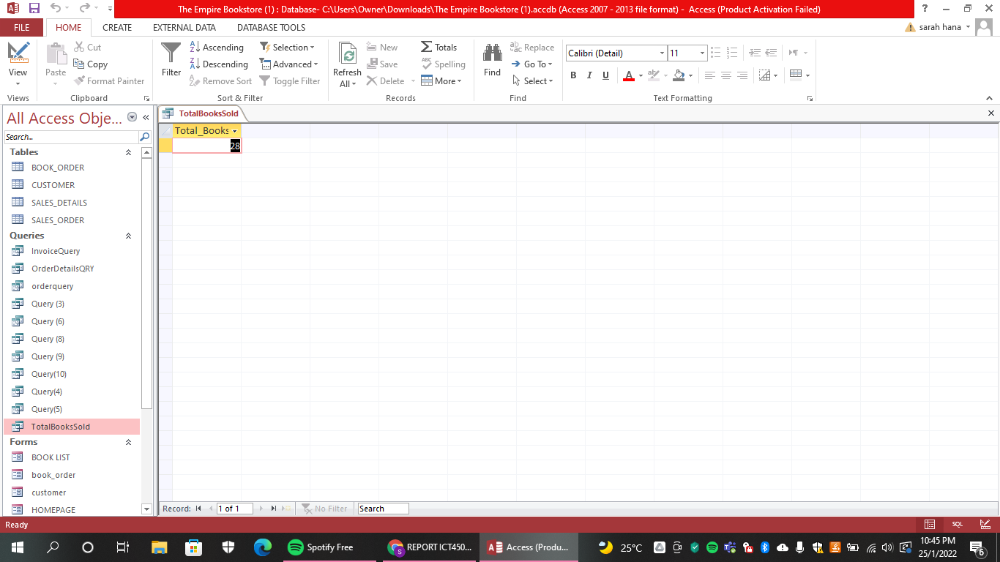 The Empire Bookstore (1) : Database- C:\Users\Owner\Downloads\The Empire Bookstore (1).accdb (Access 2007 - 2013 file format) - Access (Product Activation Failed)
FILE HOME CREATE EXTERNAL DATA DATABASE TOOLS sarah hana
View
Views
Paste
Cut
Copy
Format Painter
Clipboard
Filter
Ascending
Descending
Remove Sort
Selection
Advanced
Toggle Filter
Sort & Filter
Refresh
All
New
Save
Delete
Totals
Spelling
More
Records
Find
Replace
Go To
Select
Find
Calibri (Detail) 11
B I U A ab
Text Formatting
All Access Obje...
Search...
Tables
BOOK_ORDER
CUSTOMER
SALES_DETAILS
SALES_ORDER
Queries
InvoiceQuery
OrderDetailsQRY
orderquery
Query (3)
Query (6)
Query (8)
Query (9)
Query(10)
Query(4)
Query(5)
TotalBooksSold
Forms
BOOK LIST
book_order
customer
HOMEPAGE
TotalBooksSold
Total_Books
28
Record: 1 of 1 No Filter Search
Ready SQL
Spotify Free
REPORT ICT450...
Access (Produ...
25°C
10:45 PM
25/1/2022
6